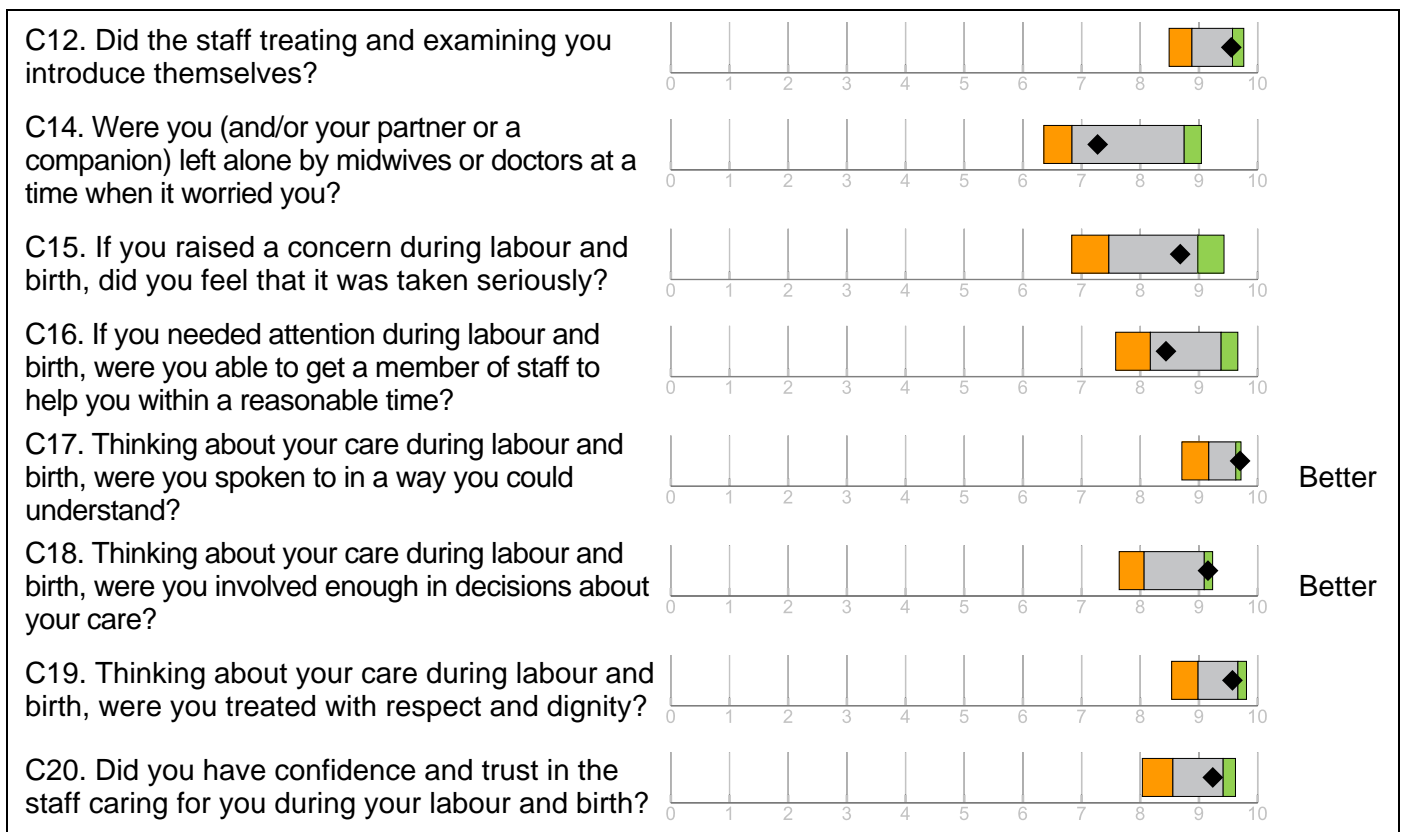 C12. Did the staff treating and examining you
introduce themselves?
0 1 2 3 4 5 6 7 8 9 10
C14. Were you (and/or your partner or a
companion) left alone by midwives or doctors at a
time when it worried you?
0 1 2 3 4 5 6 7 8 9 10
C15. If you raised a concern during labour and
birth, did you feel that it was taken seriously?
0 1 2 3 4 5 6 7 8 9 10
C16. If you needed attention during labour and
birth, were you able to get a member of staff to
help you within a reasonable time?
0 1 2 3 4 5 6 7 8 9 10
C17. Thinking about your care during labour and
birth, were you spoken to in a way you could
understand?
0 1 2 3 4 5 6 7 8 9 10
Better
C18. Thinking about your care during labour and
birth, were you involved enough in decisions about
your care?
0 1 2 3 4 5 6 7 8 9 10
Better
C19. Thinking about your care during labour and
birth, were you treated with respect and dignity?
0 1 2 3 4 5 6 7 8 9 10
C20. Did you have confidence and trust in the
staff caring for you during your labour and birth?
0 1 2 3 4 5 6 7 8 9 10